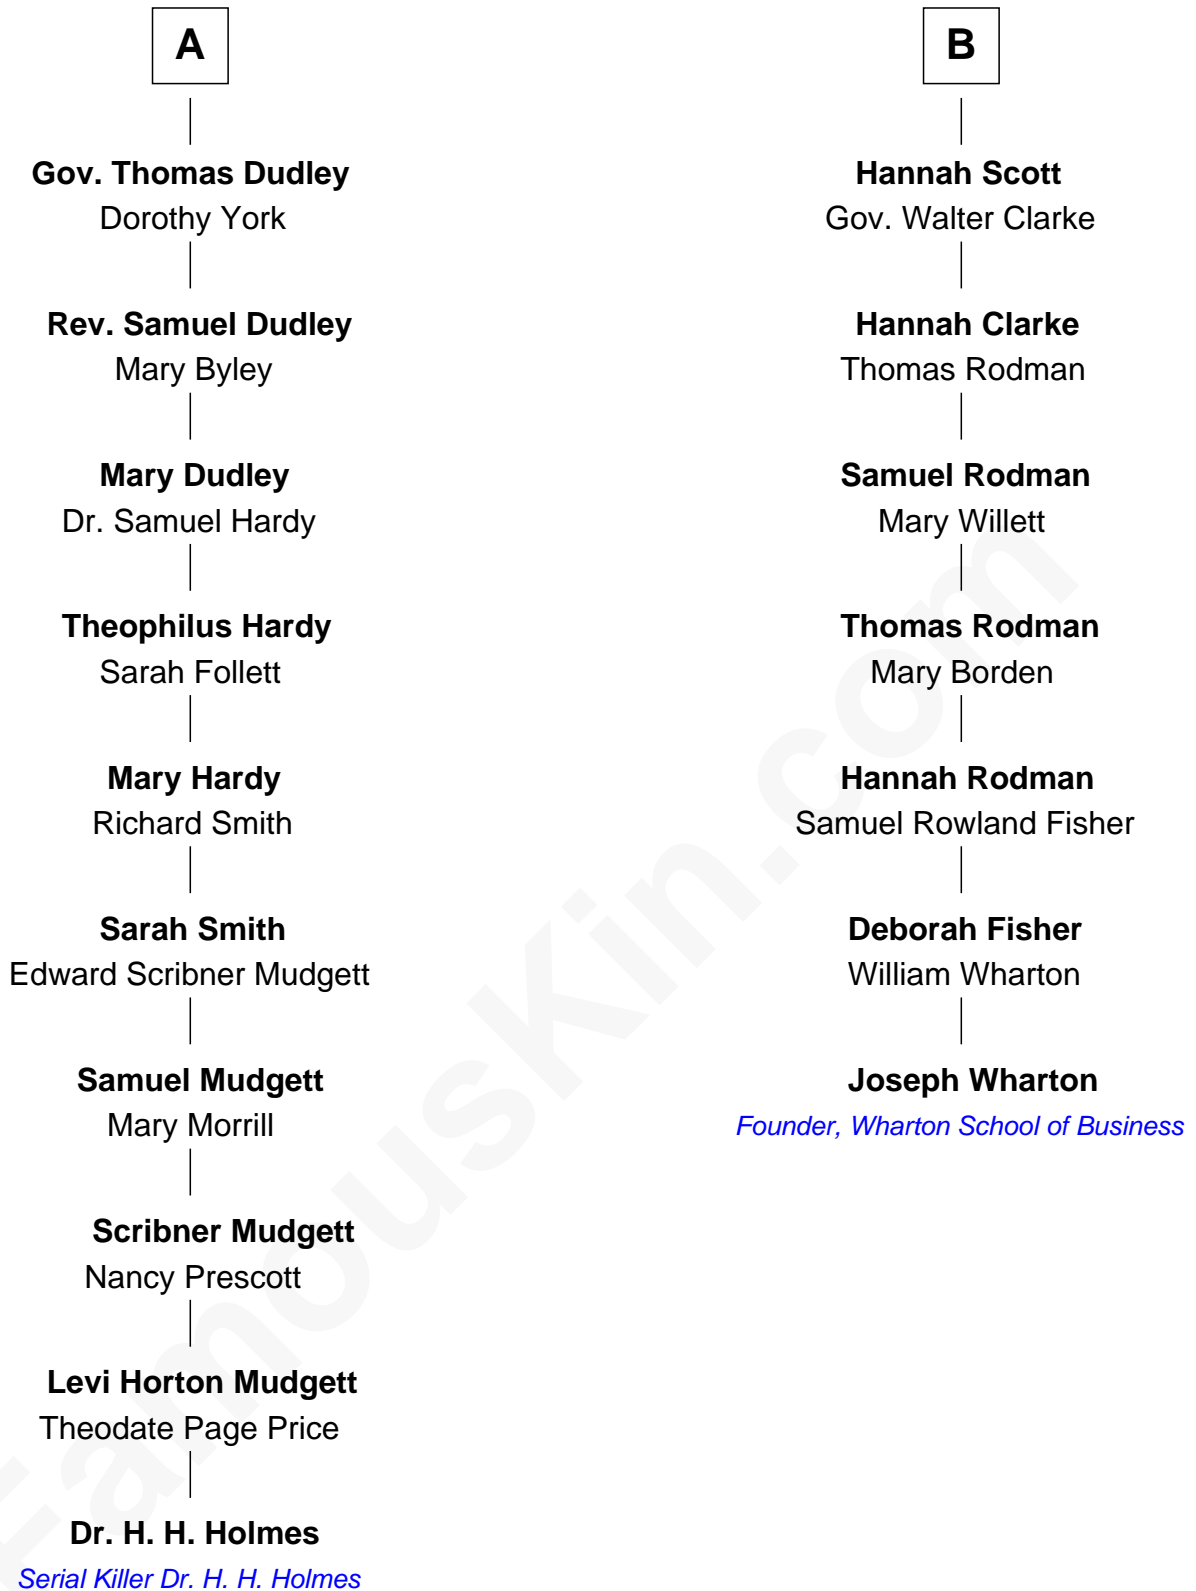 A
Gov. Thomas Dudley
Dorothy York
Rev. Samuel Dudley
Mary Byley
Mary Dudley
Dr. Samuel Hardy
Theophilus Hardy
Sarah Follett
Mary Hardy
Richard Smith
Sarah Smith
Edward Scribner Mudgett
Samuel Mudgett
Mary Morrill
Scribner Mudgett
Nancy Prescott
Levi Horton Mudgett
Theodate Page Price
Dr. H. H. Holmes
Serial Killer Dr. H. H. Holmes
B
Hannah Scott
Gov. Walter Clarke
Hannah Clarke
Thomas Rodman
Samuel Rodman
Mary Willett
Thomas Rodman
Mary Borden
Hannah Rodman
Samuel Rowland Fisher
Deborah Fisher
William Wharton
Joseph Wharton
Founder, Wharton School of Business
FamousKin.com